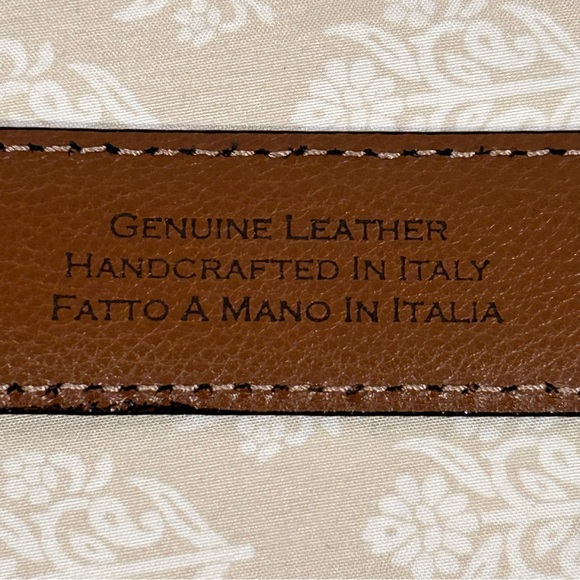 Genuine Leather
Handcrafted In Italy
Fatto A Mano In Italia